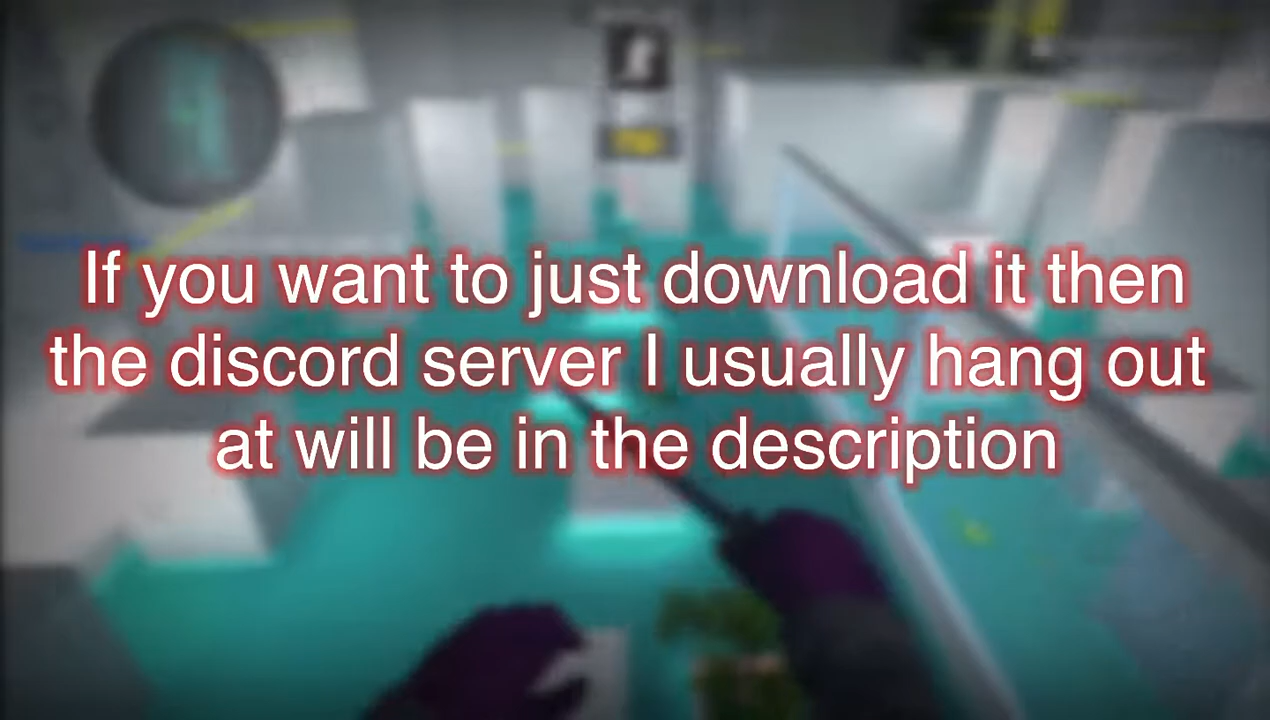 If you want to just download it then
the discord server I usually hang out
at will be in the description